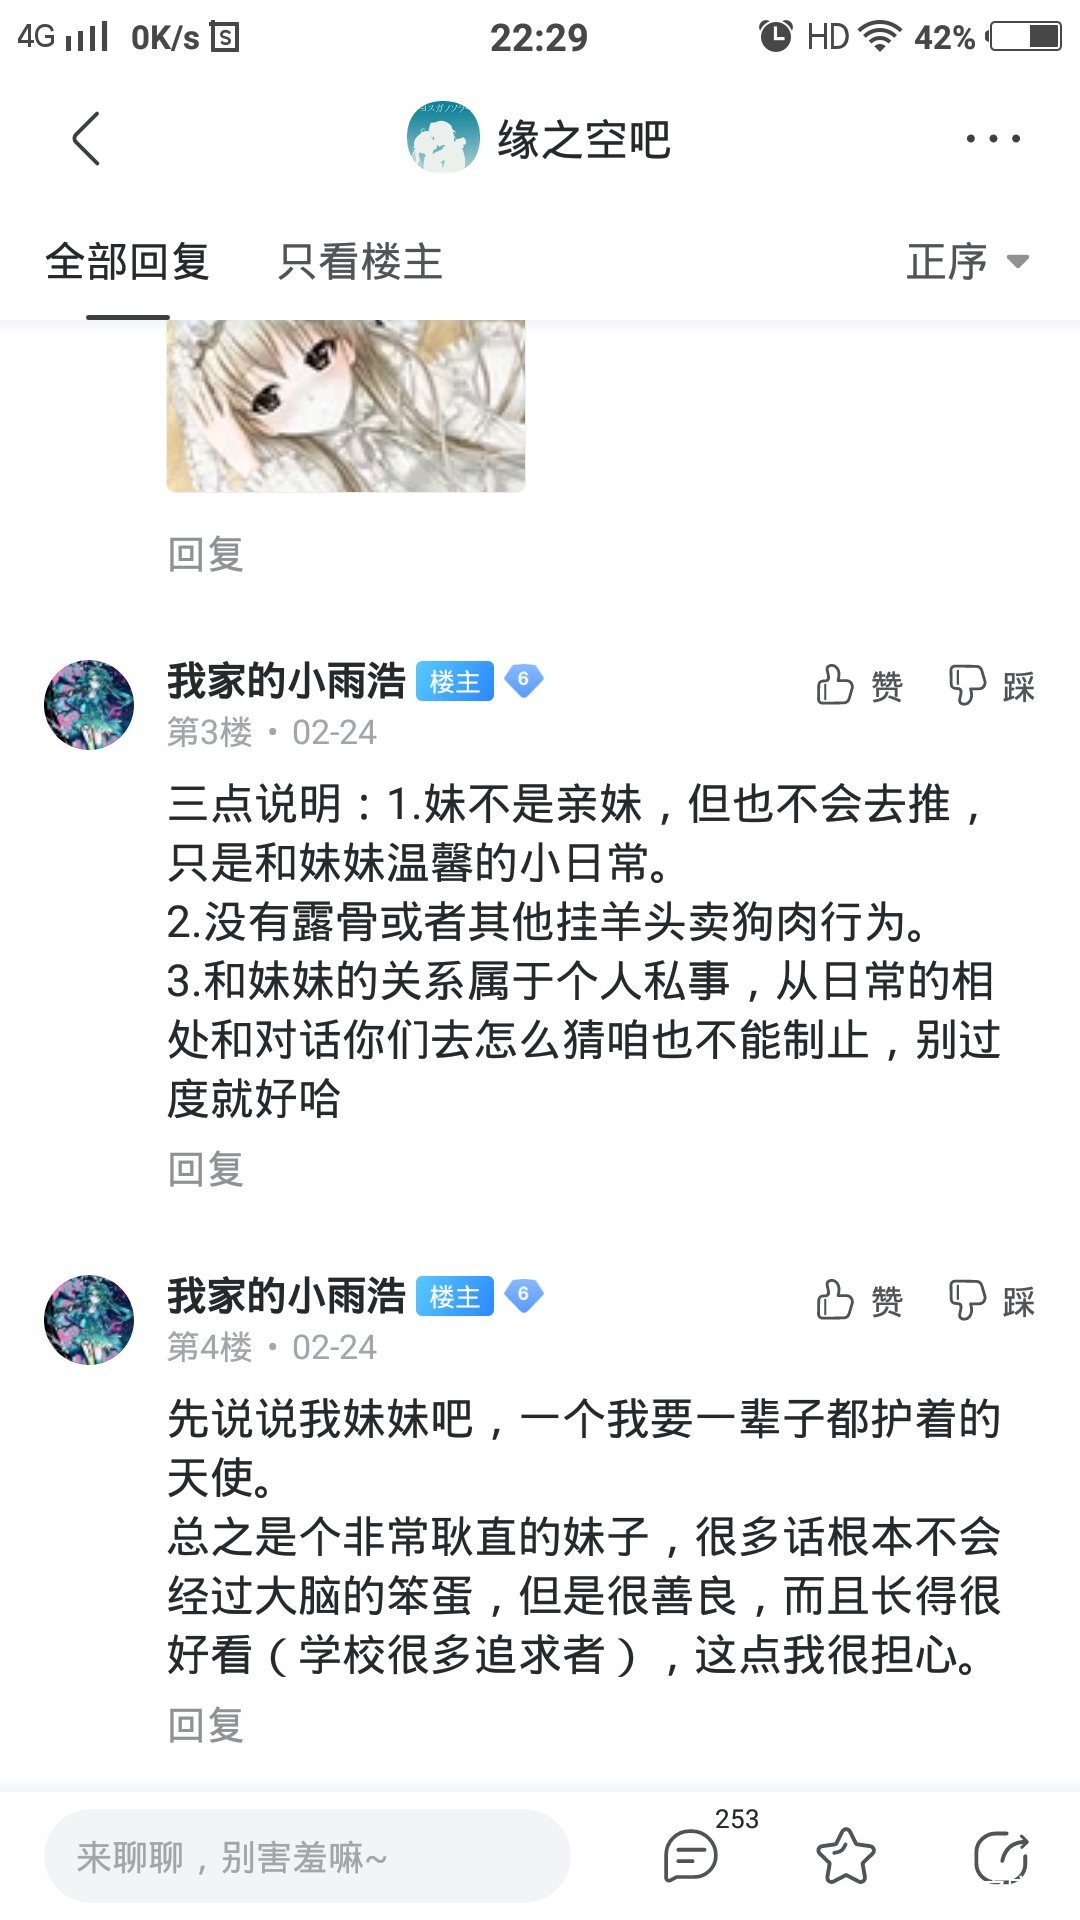 4G 0K/s S 22:29 HD 42%
ヨスガノソラ
缘之空吧
全部回复 只看楼主 正序
回复
我家的小雨浩 楼主 6 赞 踩
第3楼 • 02-24
三点说明：1.妹不是亲妹，但也不会去推，
只是和妹妹温馨的小日常。
2.没有露骨或者其他挂羊头卖狗肉行为。
3.和妹妹的关系属于个人私事，从日常的相
处和对话你们去怎么猜咱也不能制止，别过
度就好哈
回复
我家的小雨浩 楼主 6 赞 踩
第4楼 • 02-24
先说说我妹妹吧，一个我要一辈子都护着的
天使。
总之是个非常耿直的妹子，很多话根本不会
经过大脑的笨蛋，但是很善良，而且长得很
好看（学校很多追求者），这点我很担心。
回复
来聊聊，别害羞嘛~ 253